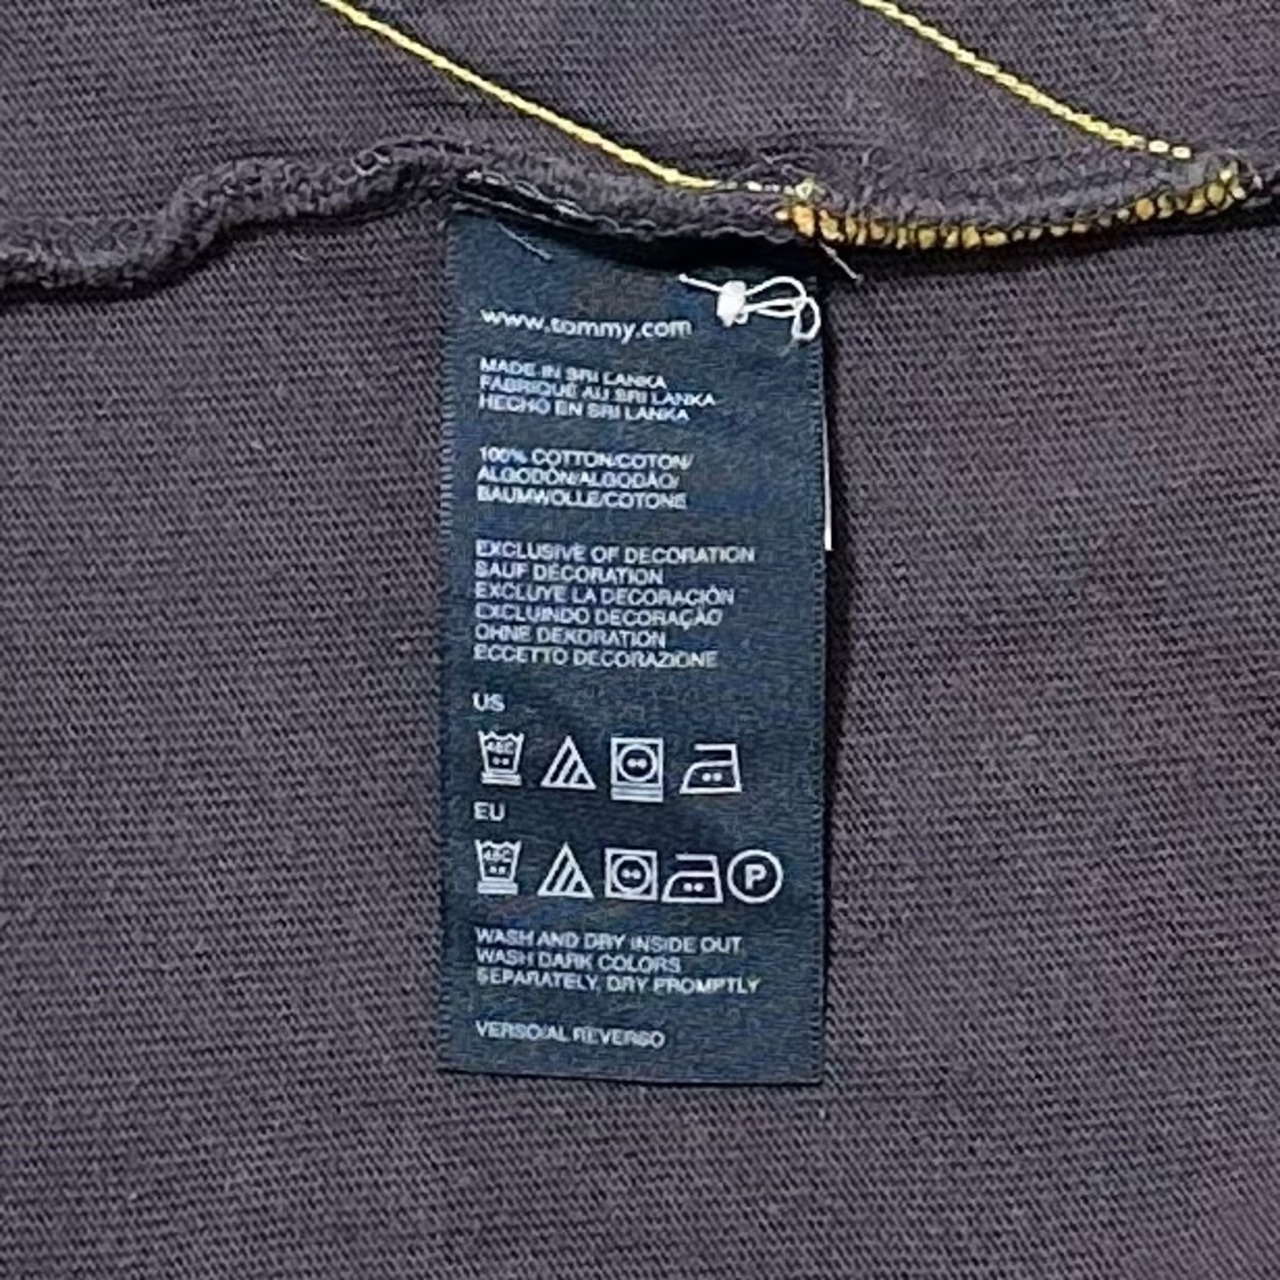 www.tommy.com
MADE IN SRI LANKA
FABRIQUÉ AU SRI LANKA
HECHO EN SRI LANKA
100% COTTON/COTON/
ALGODÓN/ALGODÃO/
BAUMWOLLE/COTONE
EXCLUSIVE OF DECORATION
SAUF DÉCORATION
EXCLUYE LA DECORACIÓN
EXCLUINDO DECORAÇÃO
OHNE DEKORATION
ECCETTO DECORAZIONE
US
EU
P
WASH AND DRY INSIDE OUT,
WASH DARK COLORS
SEPARATELY, DRY PROMPTLY
VERSO/AL REVERSO